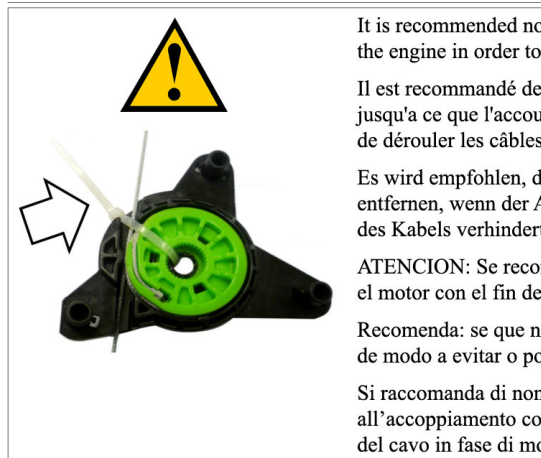 It is recommended
the engine in order to
Il est recommandé de
jusqu'a ce que l'accou
de dérouler les câbles
Es wird empfohlen, d
entfernen, wenn der A
des Kabels verhindert
ATENCION: Se reco
el motor con el fin de
Recomenda: se que n
de modo a evitar o po
Si raccomanda di non
all’accoppiamento co
del cavo in fase di mo